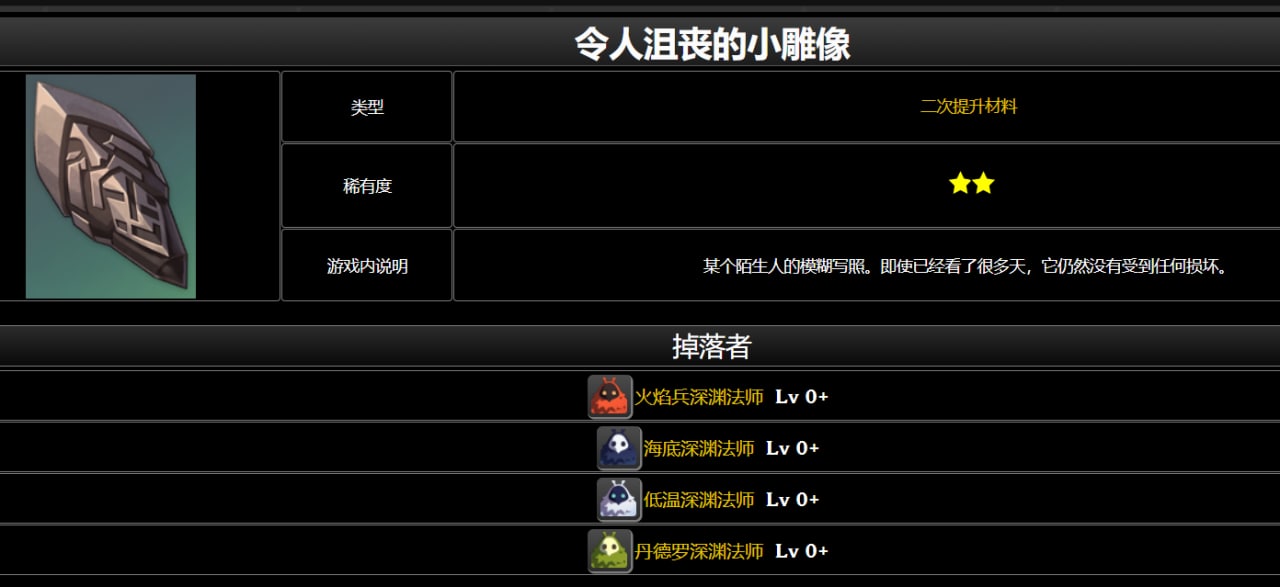 令人沮丧的小雕像
类型
二次提升材料
稀有度
游戏内说明
某个陌生人的模糊写照。即使已经看了很多天，它仍然没有受到任何损坏。
掉落者
火焰兵深渊法师 Lv 0+
海底深渊法师 Lv 0+
低温深渊法师 Lv 0+
丹德罗深渊法师 Lv 0+